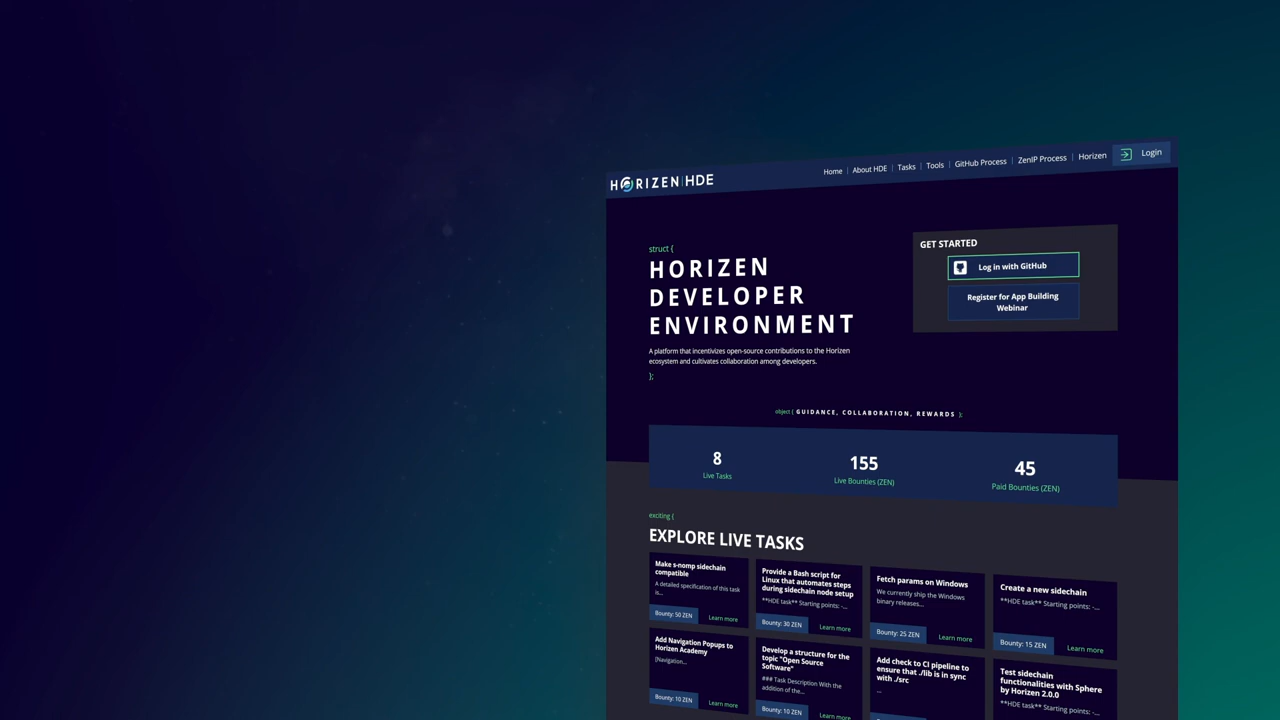 HORIZEN|HDE
Home | About HDE | Tasks | Tools | GitHub Process | ZenIP Process | Horizen
Login
struct {
HORIZEN
DEVELOPER
ENVIRONMENT
A platform that incentivizes open-source contributions to the Horizen
ecosystem and cultivates collaboration among developers.
};
GET STARTED
Log in with GitHub
Register for App Building
Webinar
object { GUIDANCE, COLLABORATION, REWARDS };
8
Live Tasks
155
Live Bounties (ZEN)
45
Paid Bounties (ZEN)
exciting {
EXPLORE LIVE TASKS
Make s-nomp sidechain
compatible
A detailed specification of this task
is...
Bounty: 50 ZEN
Learn more
Provide a Bash script for
Linux that automates steps
during sidechain node setup
**HDE task** Starting points: -...
Bounty: 30 ZEN
Learn more
Fetch params on Windows
We currently ship the Windows
binary releases...
Bounty: 25 ZEN
Learn more
Create a new sidechain
**HDE task** Starting points: -...
Bounty: 15 ZEN
Learn more
Add Navigation Popups to
Horizen Academy
[Navigation...
Bounty: 10 ZEN
Learn more
Develop a structure for the
topic "Open Source
Software"
### Task Description With the
addition of the...
Bounty: 10 ZEN
Learn more
Add check to CI pipeline to
ensure that ./lib is in sync
with ./src
...
Test sidechain
functionalities with Sphere
by Horizen 2.0.0
**HDE task** Starting points: -...